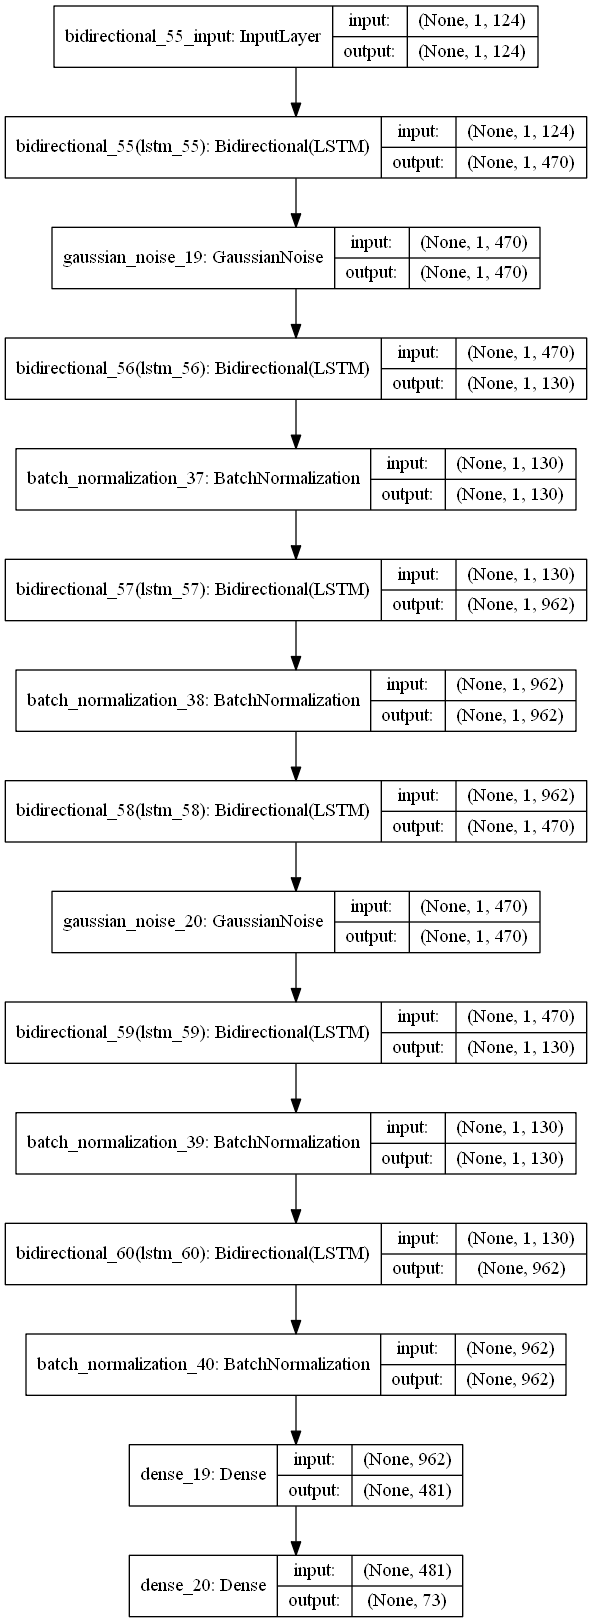 bidirectional_55_input: InputLayer
input: (None, 1, 124)
output: (None, 1, 124)
bidirectional_55(lstm_55): Bidirectional(LSTM)
input: (None, 1, 124)
output: (None, 1, 470)
gaussian_noise_19: GaussianNoise
input: (None, 1, 470)
output: (None, 1, 470)
bidirectional_56(lstm_56): Bidirectional(LSTM)
input: (None, 1, 470)
output: (None, 1, 130)
batch_normalization_37: BatchNormalization
input: (None, 1, 130)
output: (None, 1, 130)
bidirectional_57(lstm_57): Bidirectional(LSTM)
input: (None, 1, 130)
output: (None, 1, 962)
batch_normalization_38: BatchNormalization
input: (None, 1, 962)
output: (None, 1, 962)
bidirectional_58(lstm_58): Bidirectional(LSTM)
input: (None, 1, 962)
output: (None, 1, 470)
gaussian_noise_20: GaussianNoise
input: (None, 1, 470)
output: (None, 1, 470)
bidirectional_59(lstm_59): Bidirectional(LSTM)
input: (None, 1, 470)
output: (None, 1, 130)
batch_normalization_39: BatchNormalization
input: (None, 1, 130)
output: (None, 1, 130)
bidirectional_60(lstm_60): Bidirectional(LSTM)
input: (None, 1, 130)
output: (None, 962)
batch_normalization_40: BatchNormalization
input: (None, 962)
output: (None, 962)
dense_19: Dense
input: (None, 962)
output: (None, 481)
dense_20: Dense
input: (None, 481)
output: (None, 73)